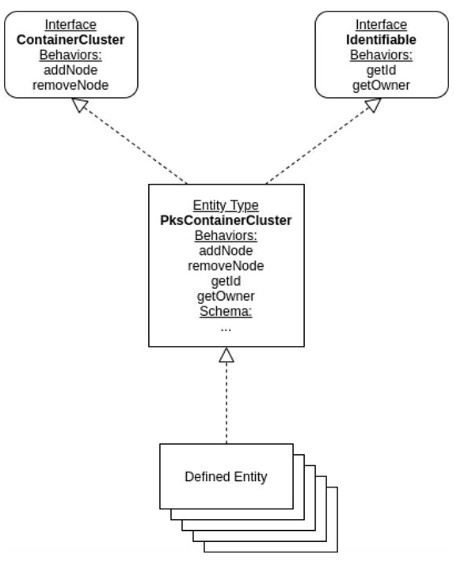 Interface
ContainerCluster
Behaviors:
addNode
removeNode
Interface
Identifiable
Behaviors:
getId
getOwner
Entity Type
PksContainerCluster
Behaviors:
addNode
removeNode
getId
getOwner
Schema:
...
Defined Entity